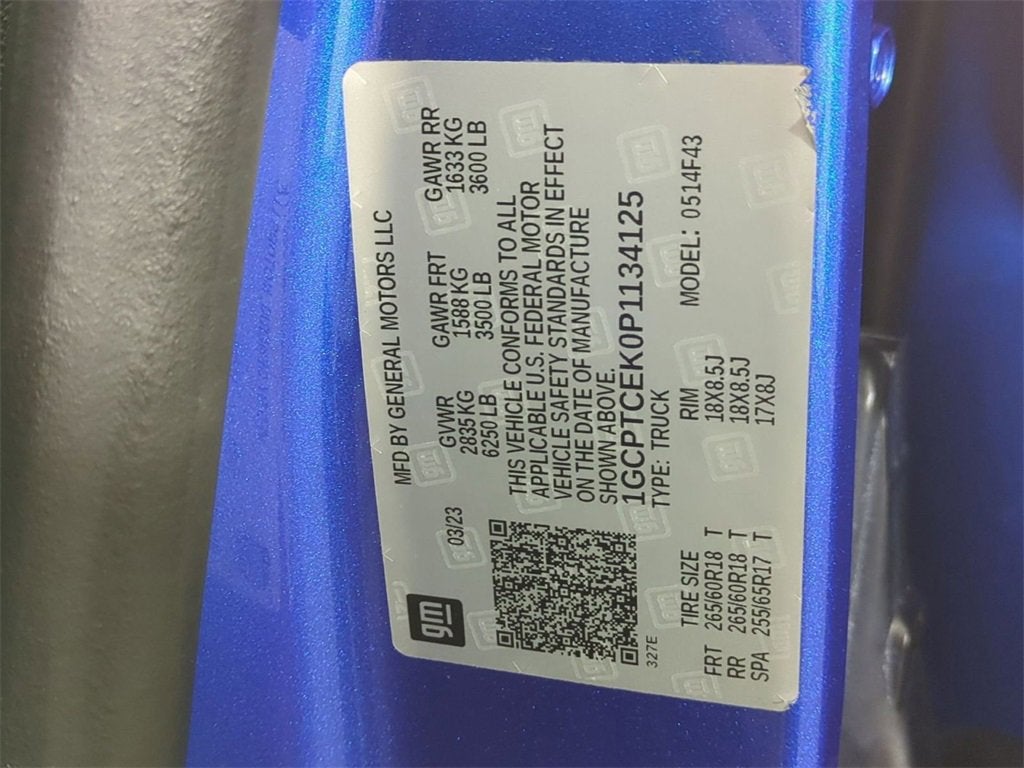 gm
MFD BY GENERAL MOTORS LLC
03/23
GVWR GAWR FRT GAWR RR
2835 KG 1588 KG 1633 KG
6250 LB 3500 LB 3600 LB
THIS VEHICLE CONFORMS TO ALL
APPLICABLE U.S. FEDERAL MOTOR
VEHICLE SAFETY STANDARDS IN EFFECT
ON THE DATE OF MANUFACTURE
SHOWN ABOVE.
1GCPTCEK0P1134125
TYPE: TRUCK
327E
TIRE SIZE RIM MODEL: 0514F43
FRT 265/60R18 T 18X8.5J
RR 265/60R18 T 18X8.5J
SPA 255/65R17 T 17X8J